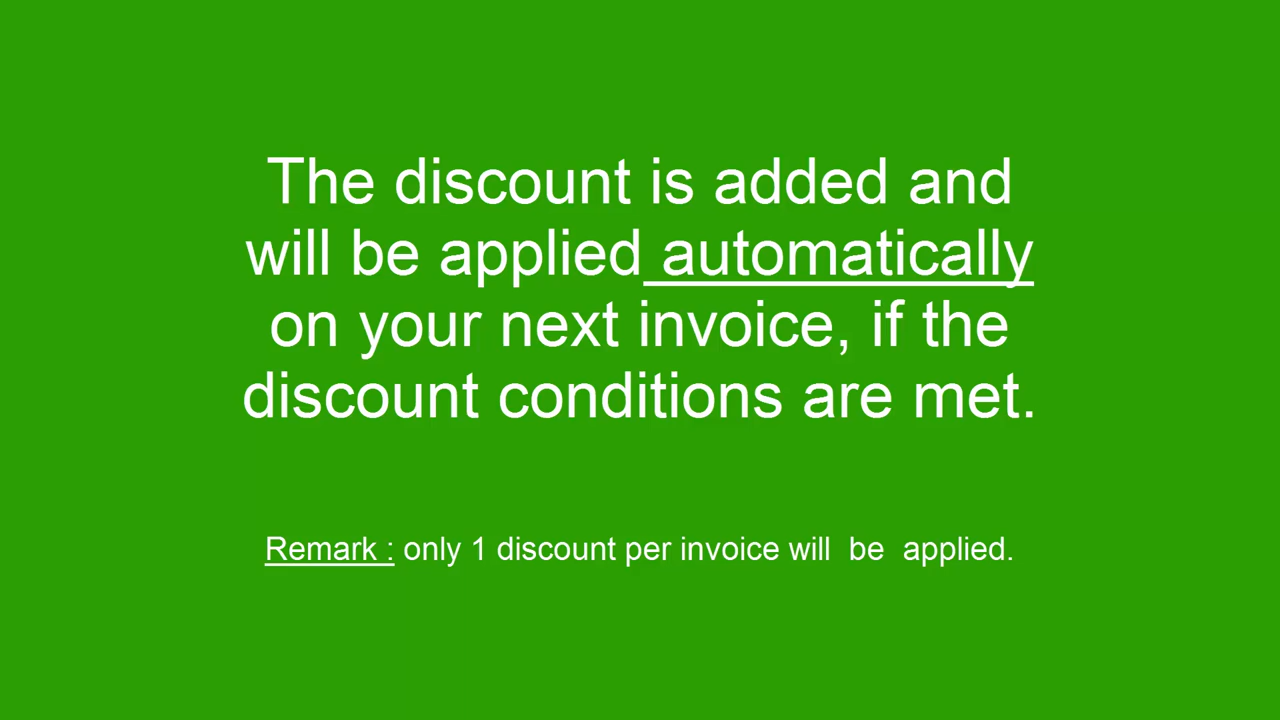 The discount is added and
will be applied automatically
on your next invoice, if the
discount conditions are met.
Remark : only 1 discount per invoice will  be  applied.